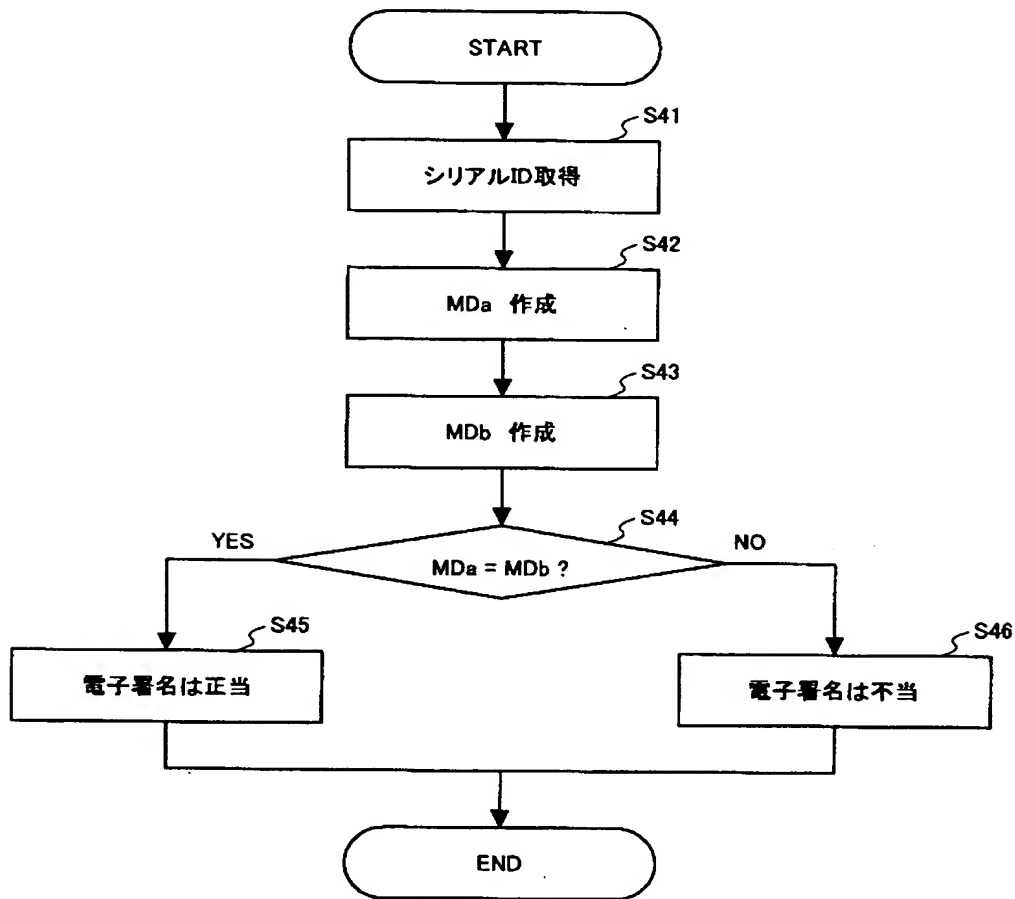 START
S41
シリアルID取得
S42
MDa 作成
S43
MDb 作成
S44
YES
NO
MDa = MDb ?
S45
S46
電子署名は正当
電子署名は不当
END